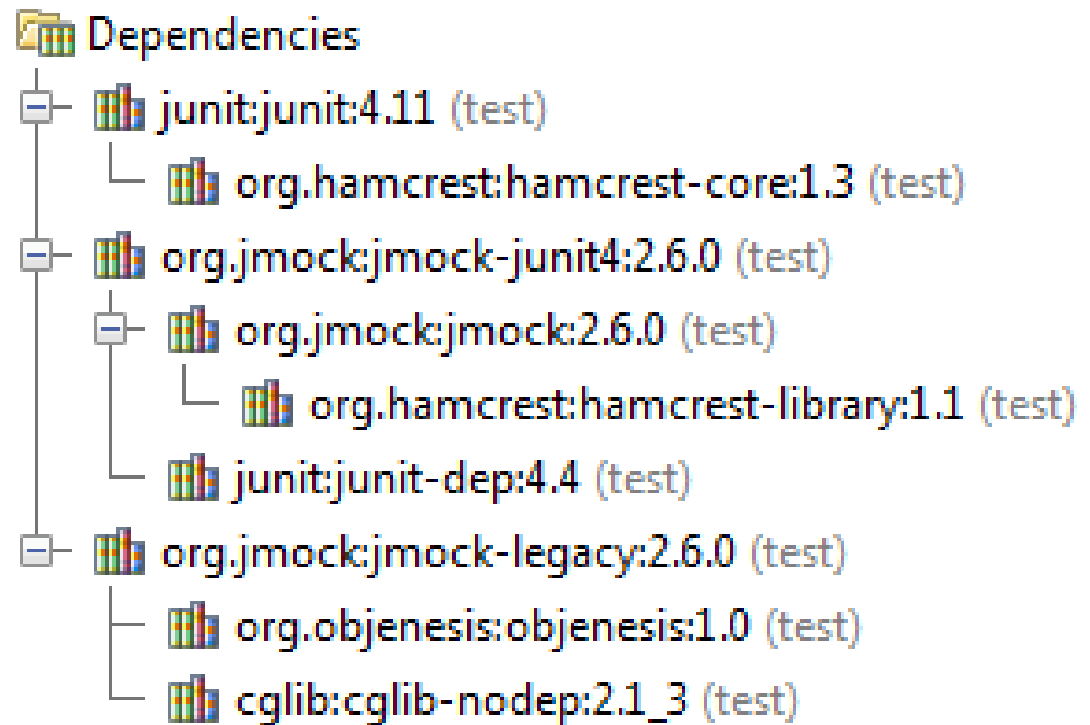 Dependencies
junit:junit:4.11 (test)
org.hamcrest:hamcrest-core:1.3 (test)
org.jmock:jmock-junit4:2.6.0 (test)
org.jmock:jmock:2.6.0 (test)
org.hamcrest:hamcrest-library:1.1 (test)
junit:junit-dep:4.4 (test)
org.jmock:jmock-legacy:2.6.0 (test)
org.objenesis:objenesis:1.0 (test)
cglib:cglib-nodep:2.1_3 (test)